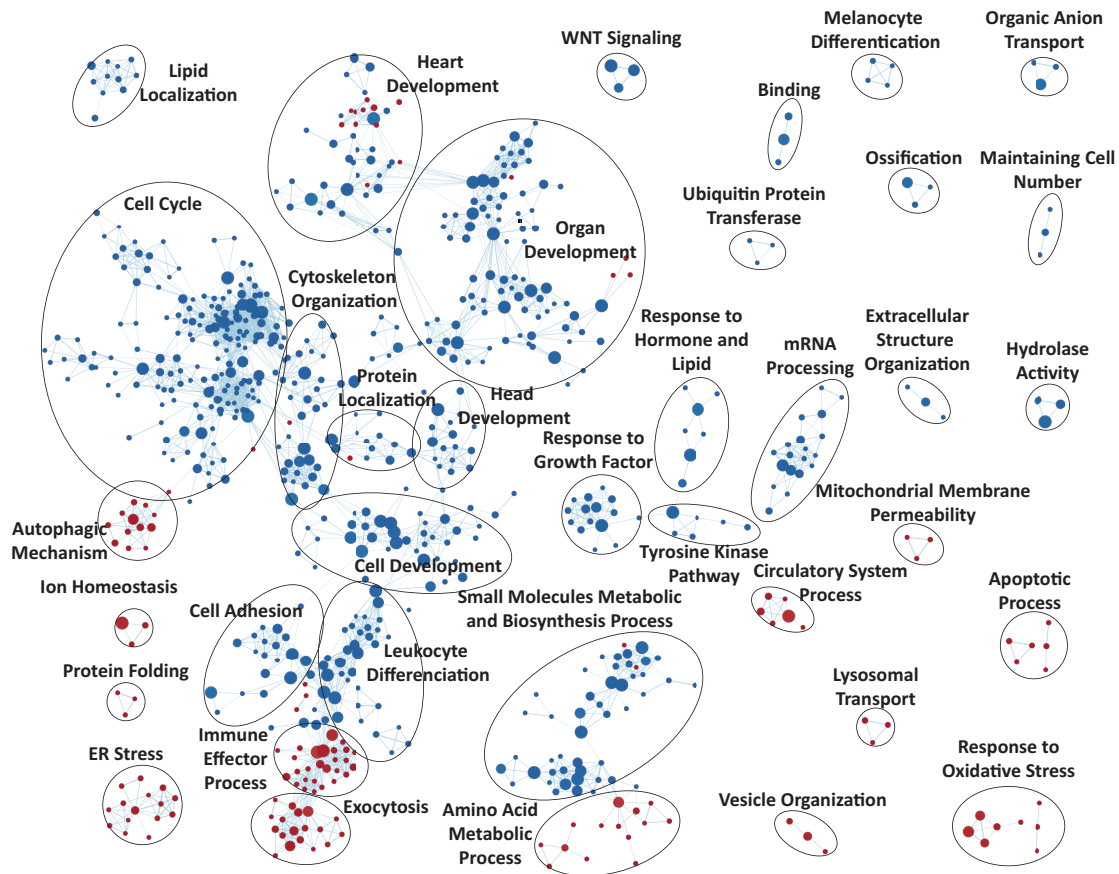 Melanocyte
Differentication
Organic Anion
Transport
WNT Signaling
Heart
Development
Lipid
Localization
Binding
Ossification
Maintaining Cell
Number
Cell Cycle
Ubiquitin Protein
Transferase
Organ
Development
Cytoskeleton
Organization
Response to
Hormone and
Lipid
mRNA
Processing
Extracellular
Structure
Organization
Hydrolase
Activity
Protein
Localization
Head
Development
Response to
Growth Factor
Mitochondrial Membrane
Permeability
Autophagic
Mechanism
Cell Development
Tyrosine Kinase
Pathway
Circulatory System
Process
Apoptotic
Process
Ion Homeostasis
Cell Adhesion
Small Molecules Metabolic
and Biosynthesis Process
Leukocyte
Differenciation
Protein Folding
Lysosomal
Transport
Immune
Effector
Process
ER Stress
Response to
Oxidative Stress
Exocytosis
Amino Acid
Metabolic
Process
Vesicle Organization